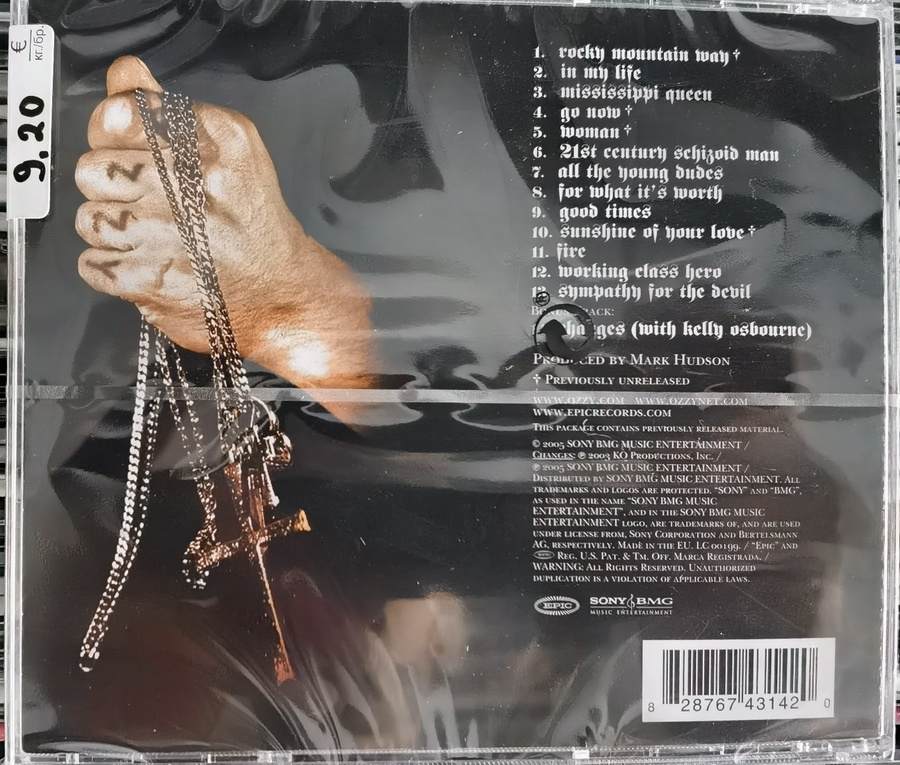 €
кг./бр.
9.20
Z
ZZ
Y
1. rocky mountain way †
2. in my life
3. mississippi queen
4. go now †
5. woman †
6. 21st century schizoid man
7. all the young dudes
8. for what it's worth
9. good times
10. sunshine of your love †
11. fire
12. working class hero
sympathy for the devil
(with kelly osbourne)
by Mark Hudson
† Previously unreleased
www.ozzy.com www.ozzynet.com
www.epicrecords.com
This package contains previously released material.
© 2005 SONY BMG MUSIC ENTERTAINMENT /
Changes: ℗ 2003 KO Productions, Inc. /
℗ 2005 SONY BMG MUSIC ENTERTAINMENT /
Distributed by SONY BMG MUSIC ENTERTAINMENT. All
trademarks and logos are protected. "SONY" and "BMG",
as used in the name "SONY BMG MUSIC
ENTERTAINMENT", and in the SONY BMG MUSIC
ENTERTAINMENT logo, are trademarks of, and are used
under license from, Sony Corporation and Bertelsmann
AG, respectively. Made in the EU. LC 00199. / "Epic" and
Reg. U.S. Pat. & Tm. Off. Marca Registrada. /
WARNING: All Rights Reserved. Unauthorized
duplication is a violation of applicable laws.
EPIC SONY BMG
MUSIC ENTERTAINMENT
8 28767 43142 0